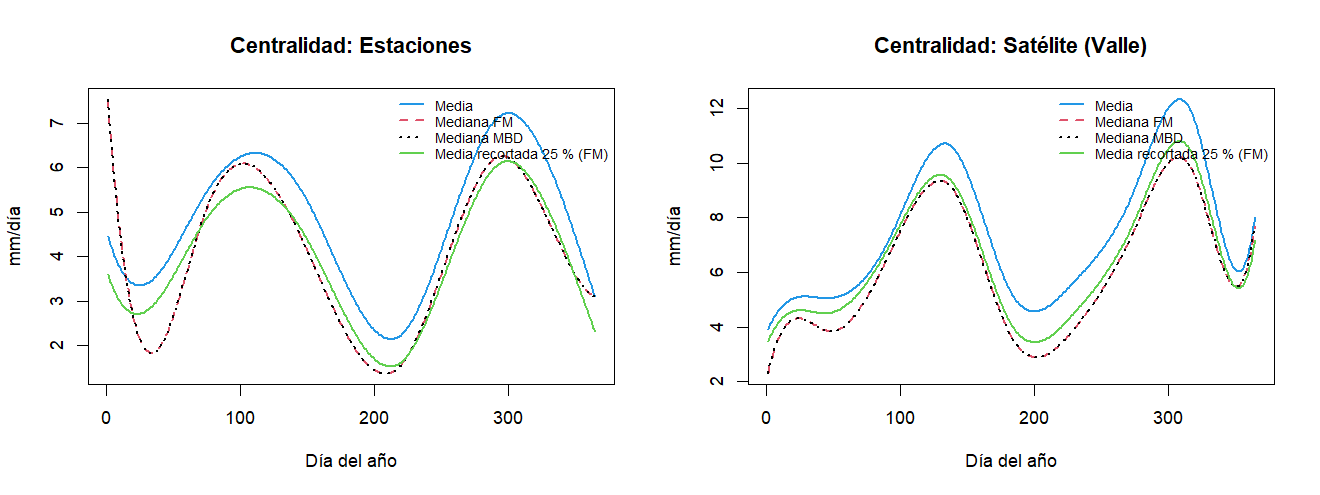 Centralidad: Estaciones
mm/día
7
6
5
4
3
2
0 100 200 300
Día del año
Media
Mediana FM
Mediana MBD
Media recortada 25 % (FM)
Centralidad: Satélite (Valle)
mm/día
12
10
8
6
4
2
0 100 200 300
Día del año
Media
Mediana FM
Mediana MBD
Media recortada 25 % (FM)